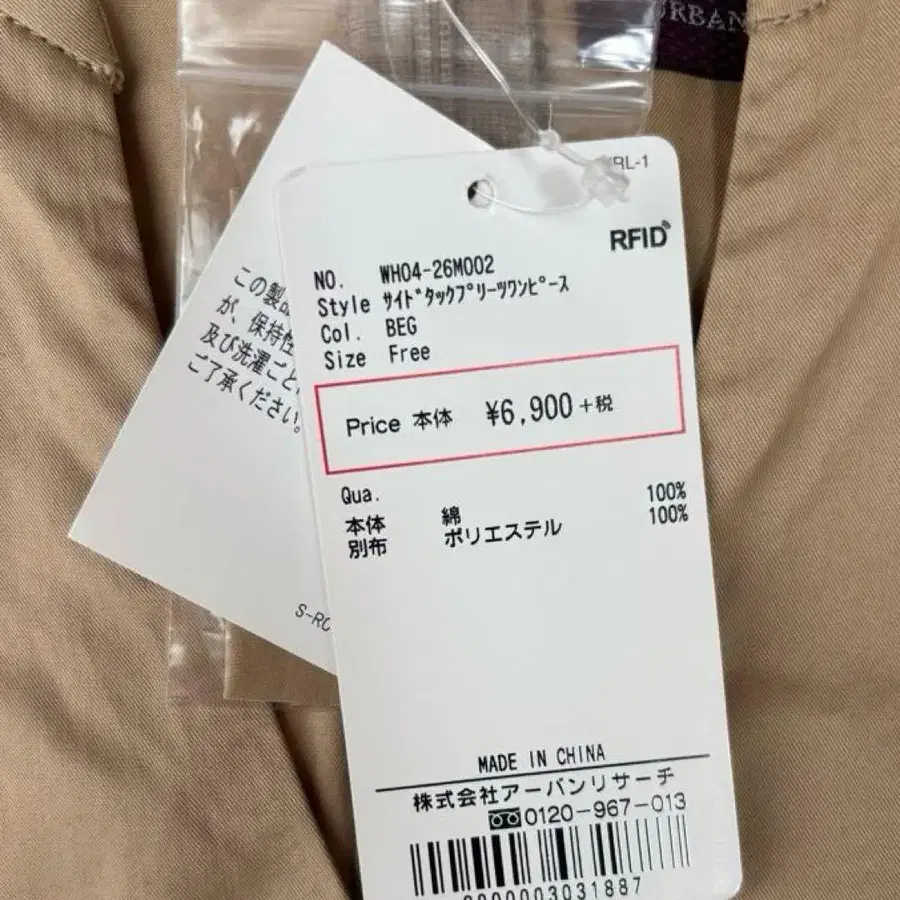 URBAN
RL-1
RFID
NO. WH04-26M002
Style サイドタックプリーツワンピース
Col. BEG
Size Free
Price 本体 ¥6,900+税
Qua.
本体 綿 100%
別布 ポリエステル 100%
MADE IN CHINA
株式会社アーバンリサーチ
0120-967-013
0000003031887
この製品
が、保持性
及び洗濯ごと
ご了承ください。
S-RC